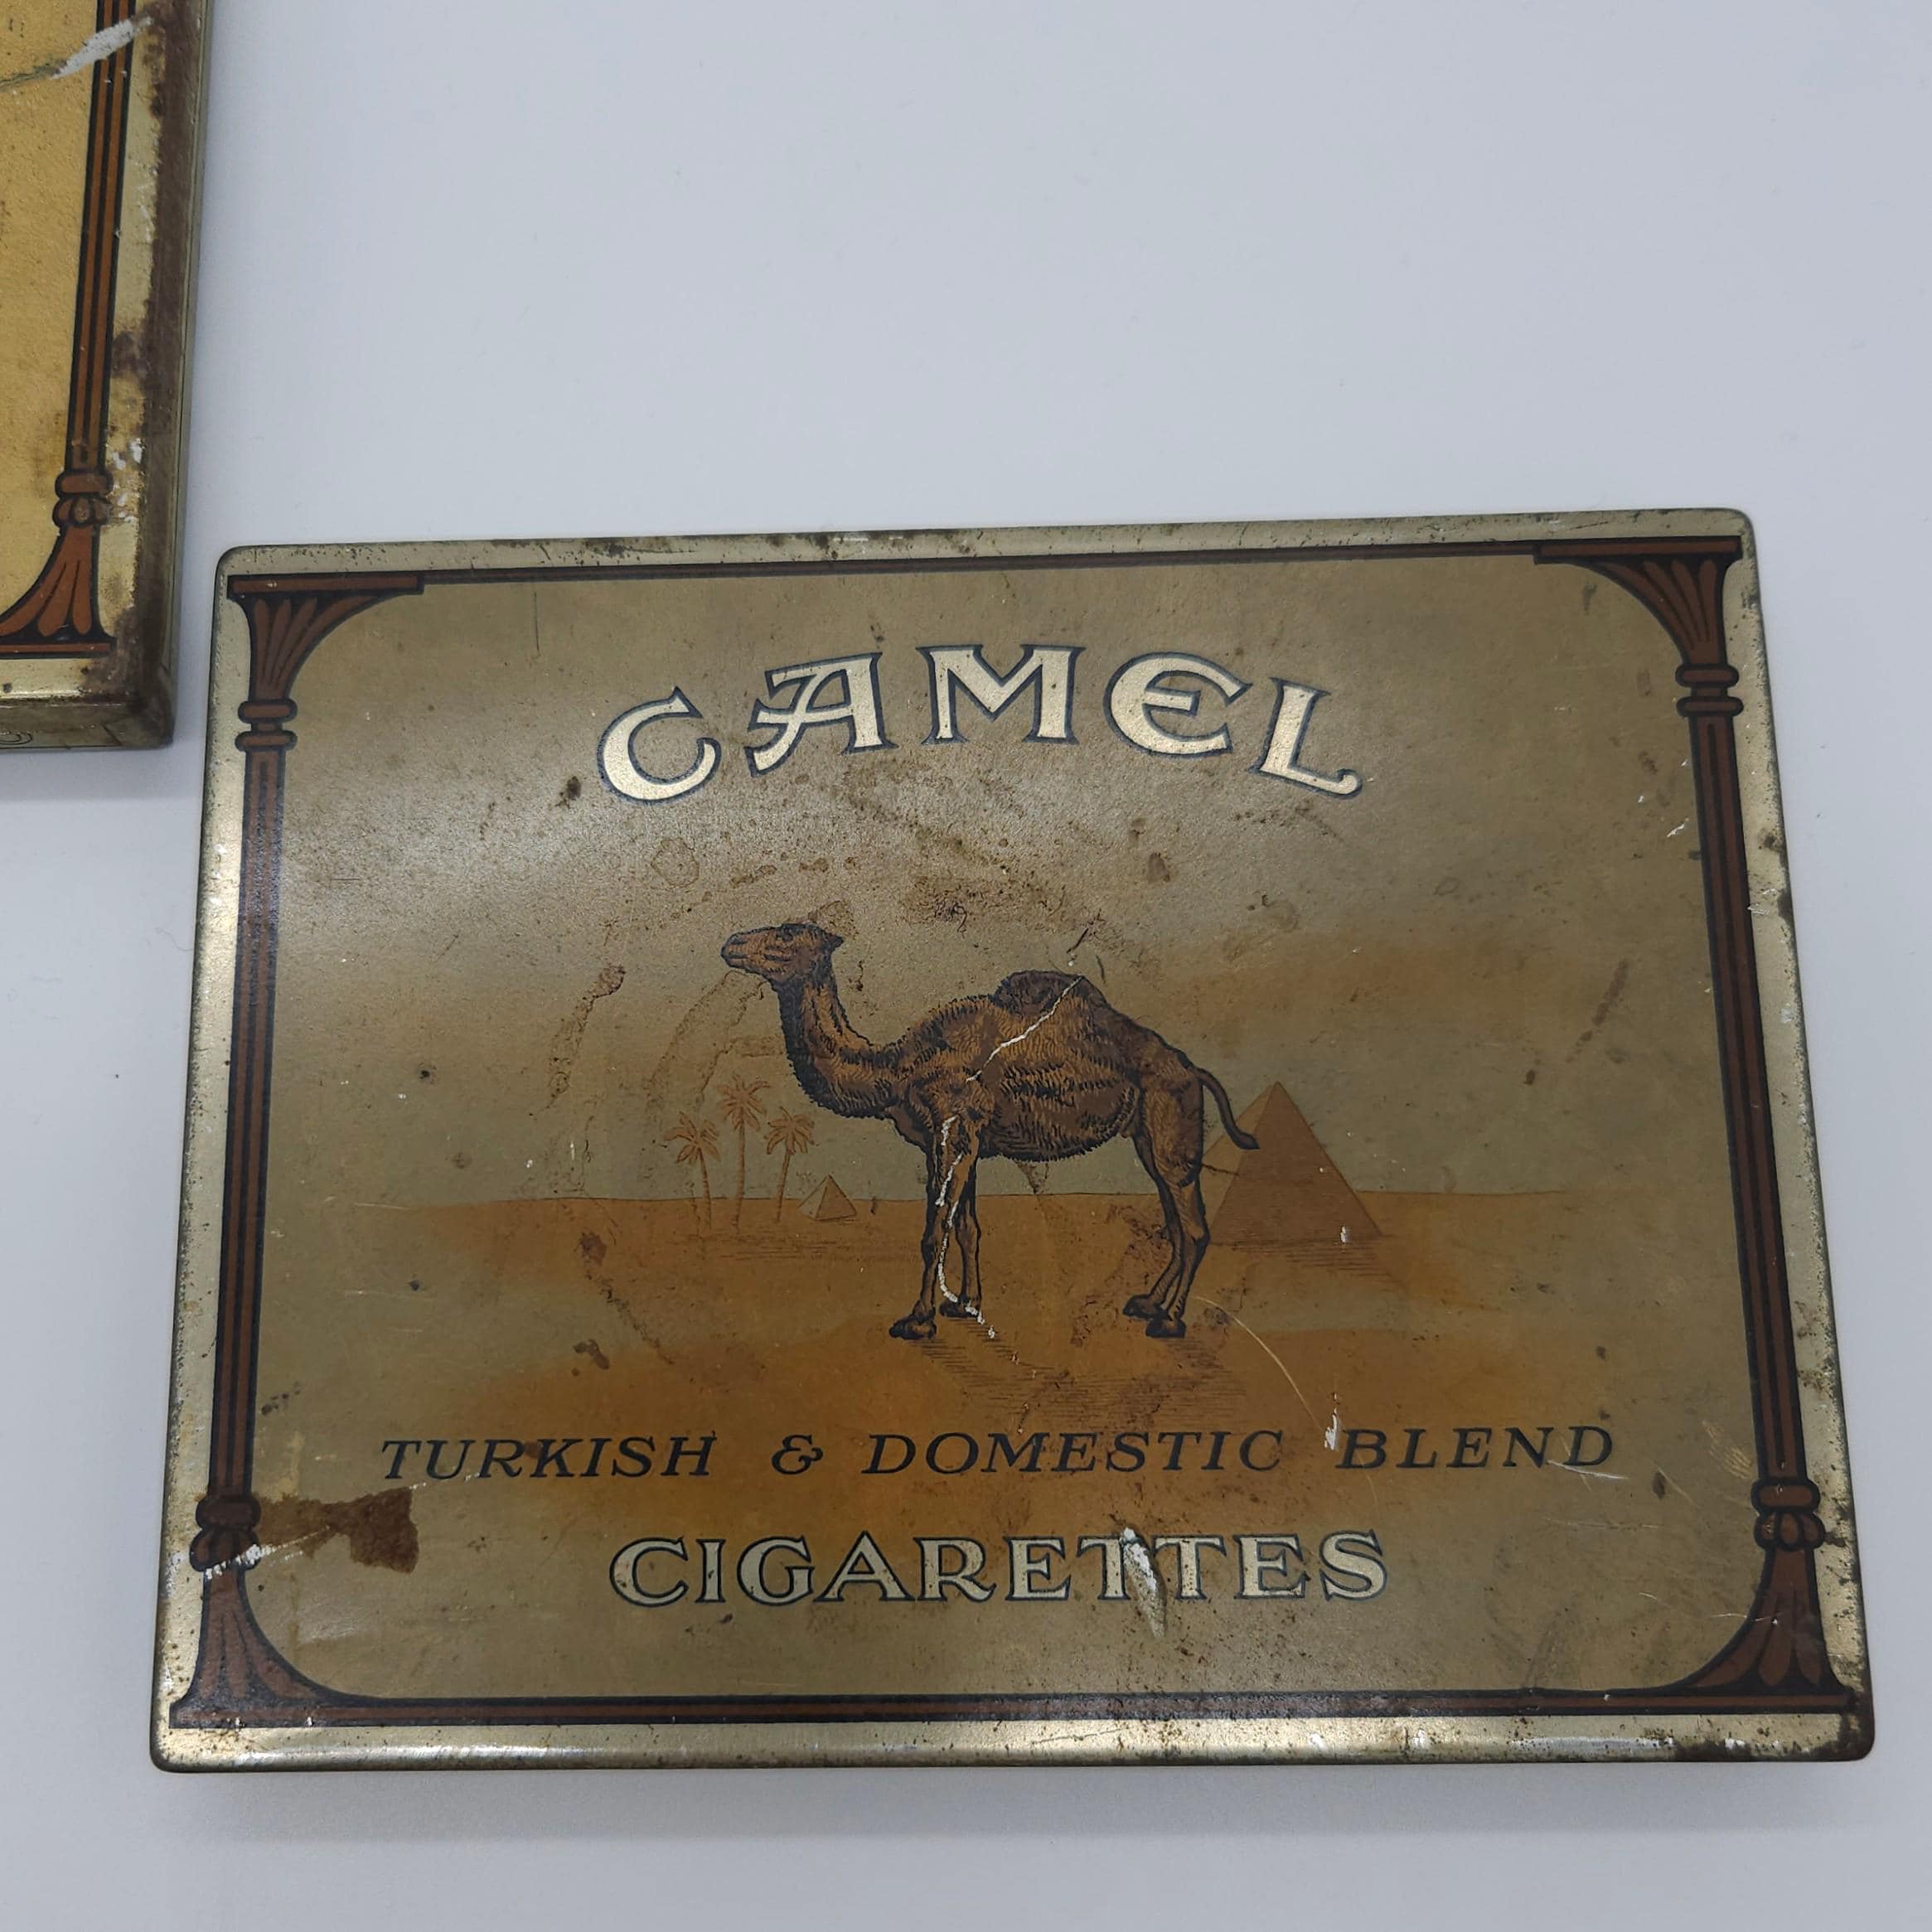 CAMEL
TURKISH & DOMESTIC BLEND
CIGARETTES